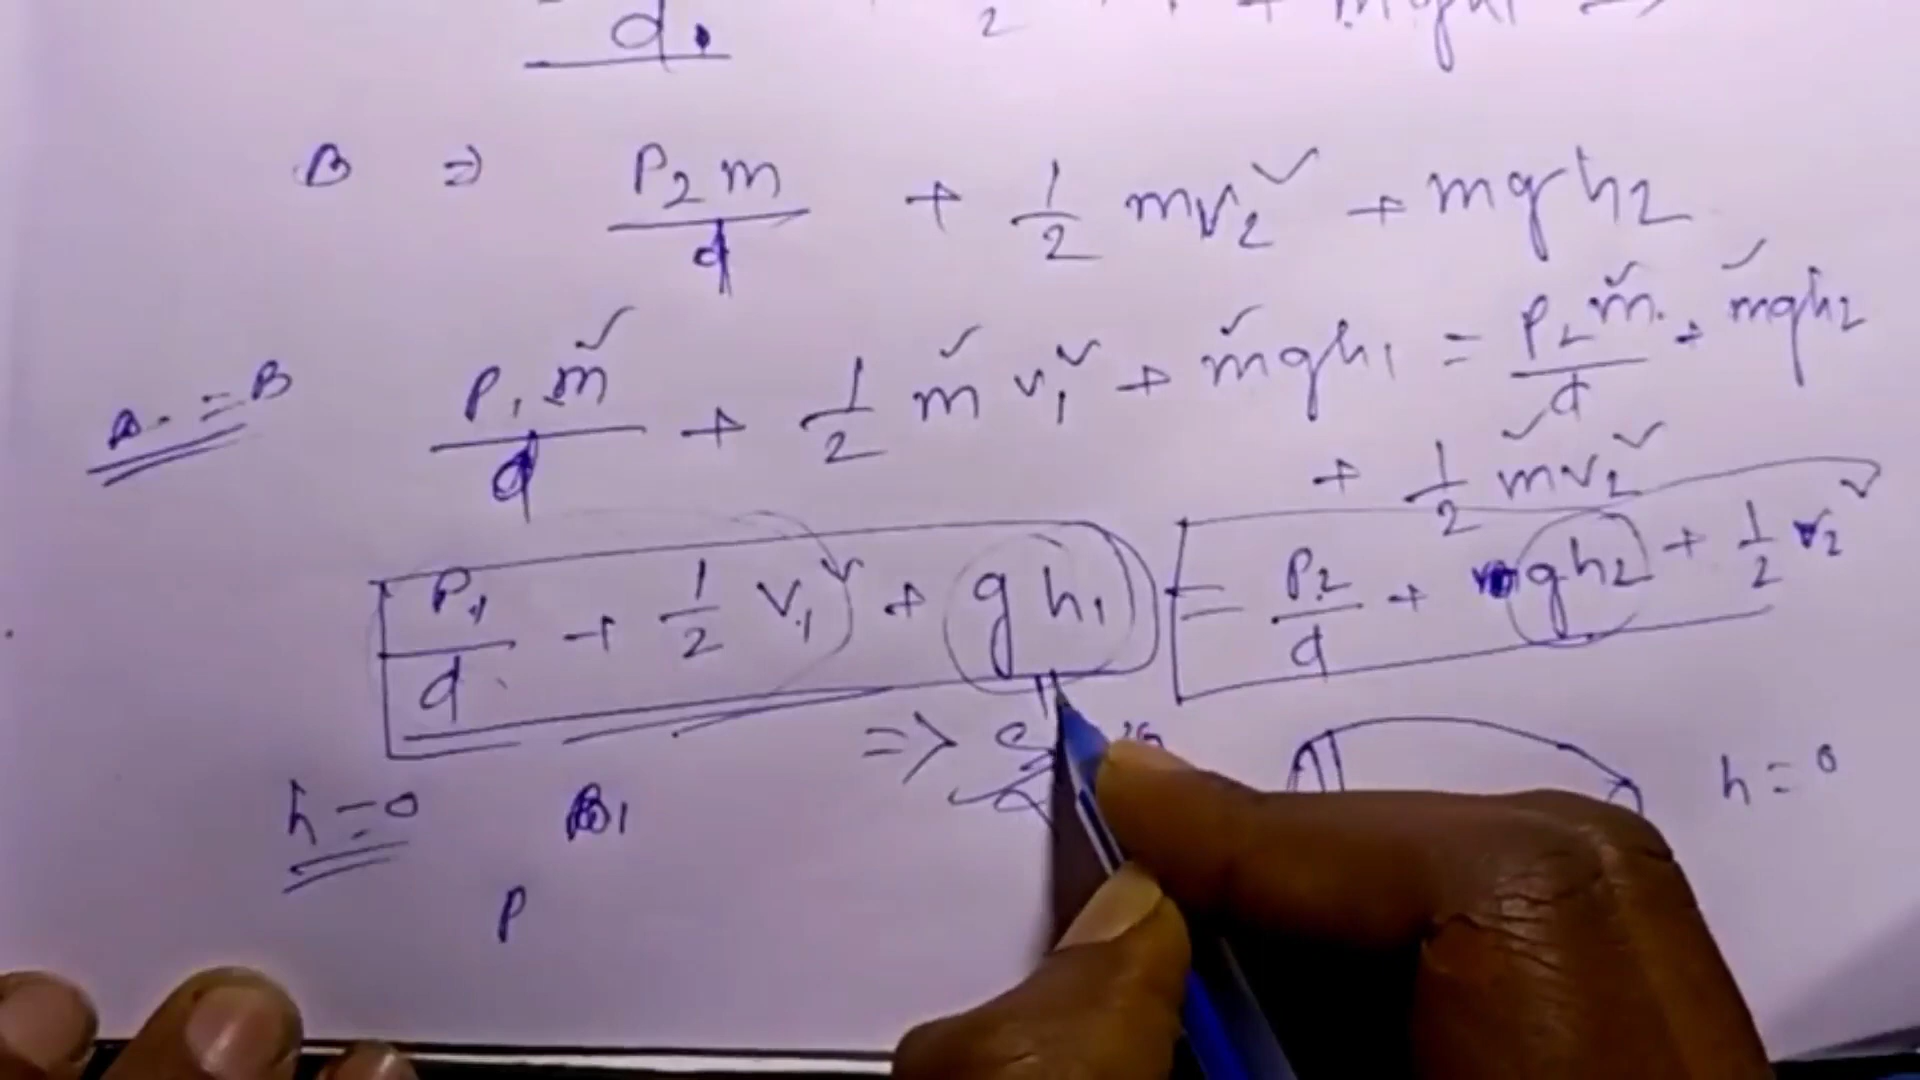 d.
B ⇒ P₂m/d + 1/2 mv₂² + mgh₂
A = B P₁m/d + 1/2 m v₁² + mgh₁ = P₂m/d + mgh₂
+ 1/2 mv₂²
P₁/d + 1/2 v₁² + gh₁ = P₂/d + gh₂ + 1/2 v₂²
⇒
h=0 B1 h=0
P